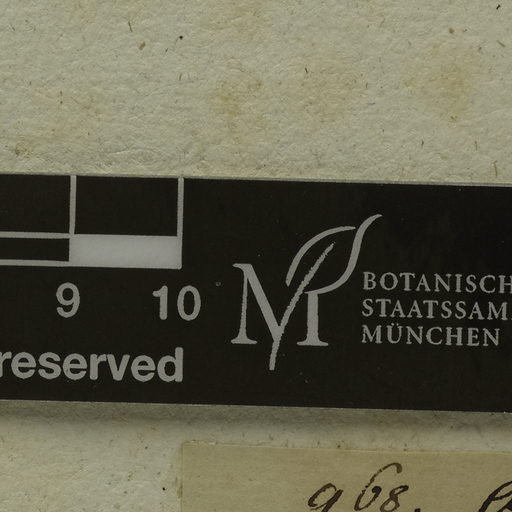 9 10
reserved
M
BOTANISCH
STAATSSAM
MÜNCHEN
968.